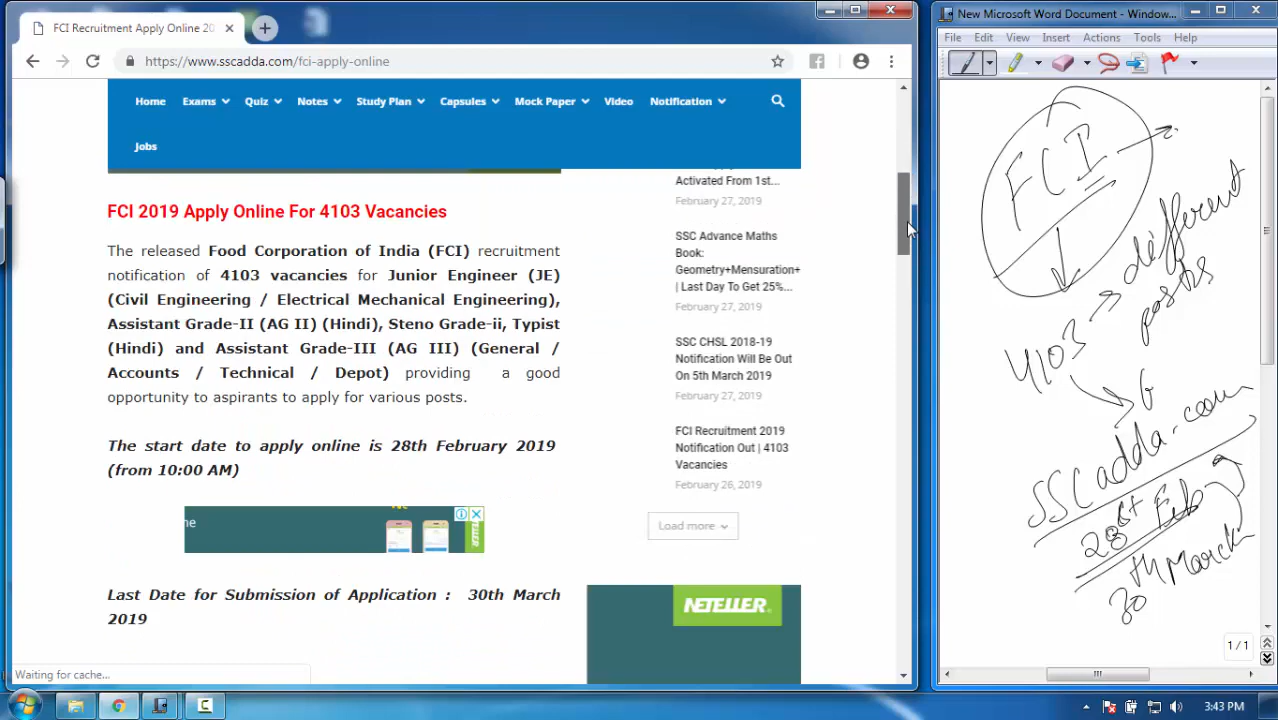 FCI Recruitment Apply Online 20
https://www.sscadda.com/fci-apply-online
Home Exams Quiz Notes Study Plan Capsules Mock Paper Video Notification
Jobs
FCI 2019 Apply Online For 4103 Vacancies
The released Food Corporation of India (FCI) recruitment
notification of 4103 vacancies for Junior Engineer (JE)
(Civil Engineering / Electrical Mechanical Engineering),
Assistant Grade-II (AG II) (Hindi), Steno Grade-ii, Typist
(Hindi) and Assistant Grade-III (AG III) (General /
Accounts / Technical / Depot) providing a good
opportunity to aspirants to apply for various posts.
The start date to apply online is 28th February 2019
(from 10:00 AM)
ne
NETELLER
Last Date for Submission of Application : 30th March
2019
Activated From 1st...
February 27, 2019
SSC Advance Maths
Book:
Geometry+Mensuration+
| Last Day To Get 25%...
February 27, 2019
SSC CHSL 2018-19
Notification Will Be Out
On 5th March 2019
February 27, 2019
FCI Recruitment 2019
Notification Out | 4103
Vacancies
February 26, 2019
Load more
NETELLER
Waiting for cache...
New Microsoft Word Document - Window...
File Edit View Insert Actions Tools Help
FCI
different
posts
4103
6
SSCadda.com
28st Feb
30th March
1/1
3:43 PM